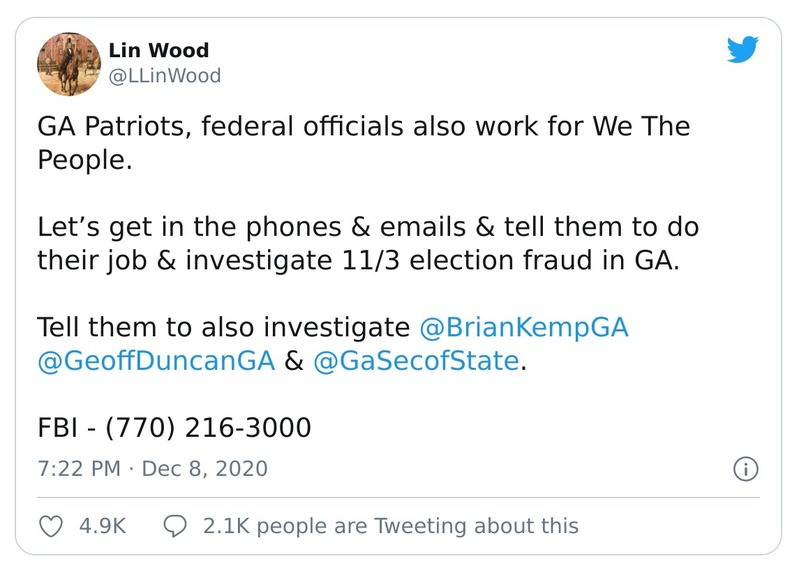 Lin Wood
@LLinWood
GA Patriots, federal officials also work for We The
People.
Let’s get in the phones & emails & tell them to do
their job & investigate 11/3 election fraud in GA.
Tell them to also investigate @BrianKempGA
@GeoffDuncanGA & @GaSecofState.
FBI - (770) 216-3000
7:22 PM · Dec 8, 2020
4.9K 2.1K people are Tweeting about this